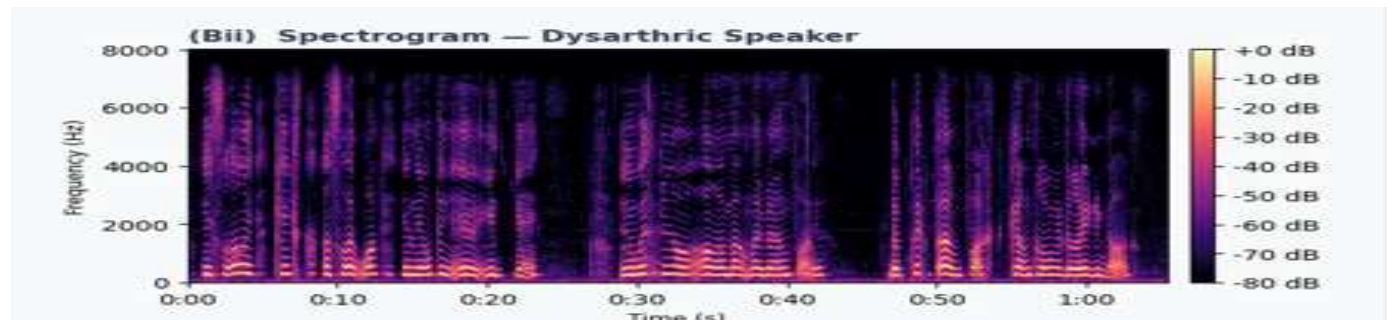 (Bii) Spectrogram — Dysarthric Speaker
8000
6000
4000
2000
0
Frequency (Hz)
0:00 0:10 0:20 0:30 0:40 0:50 1:00
Time (s)
+0 dB
-10 dB
-20 dB
-30 dB
-40 dB
-50 dB
-60 dB
-70 dB
-80 dB